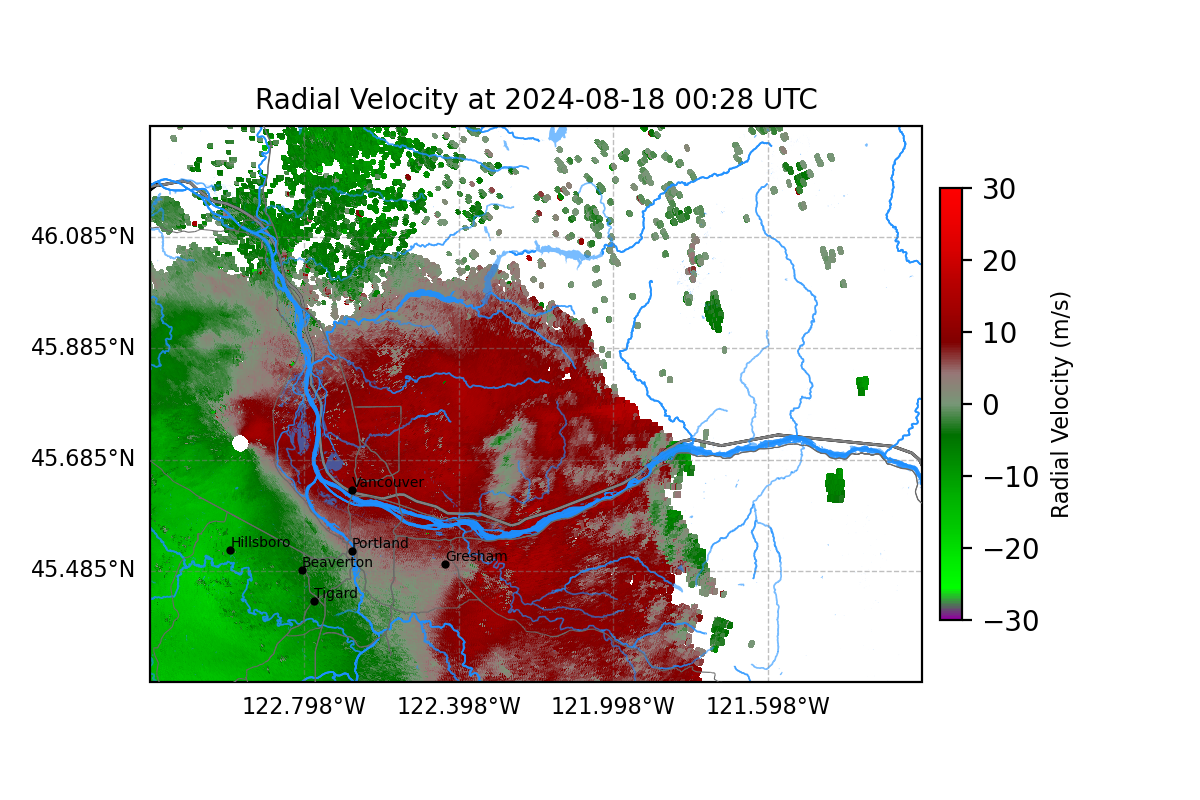 Radial Velocity at 2024-08-18 00:28 UTC
46.085°N
45.885°N
45.685°N
45.485°N
Vancouver
Hillsboro
Portland
Beaverton
Gresham
Tigard
122.798°W
122.398°W
121.998°W
121.598°W
30
20
10
0
−10
−20
−30
Radial Velocity (m/s)